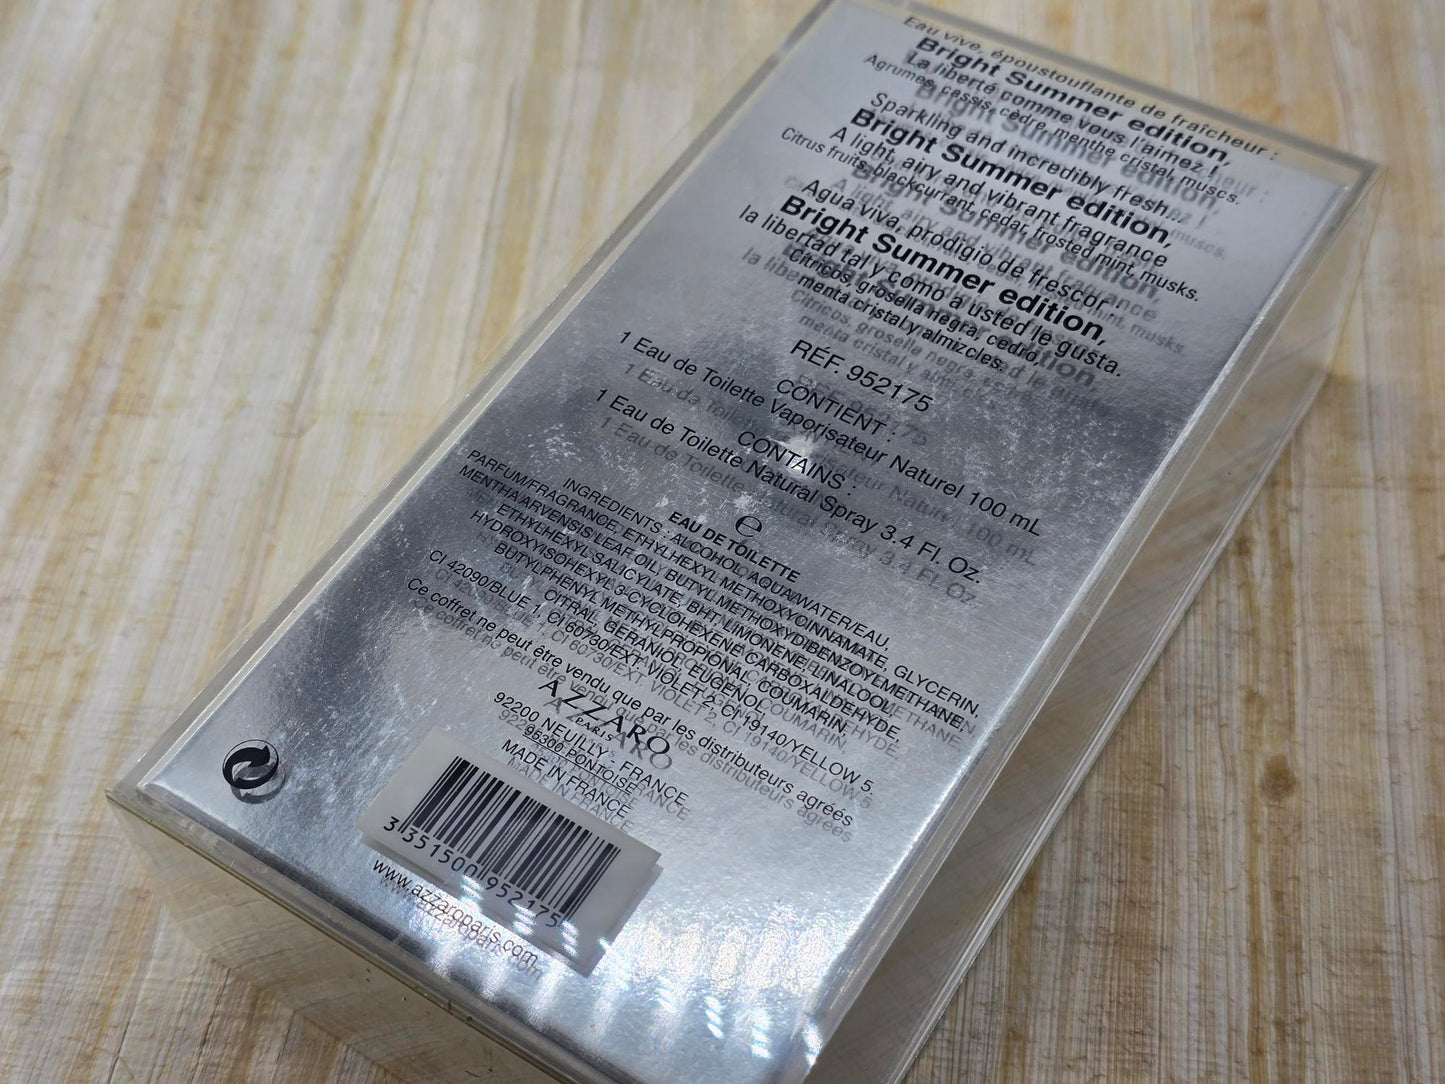 Eau vive, époustouflante de fraîcheur :
Bright Summer edition,
La liberté comme vous l'aimez !
Agrumes, cassis, cèdre, menthe cristal, muscs.
Sparkling and incredibly fresh...
Bright Summer edition,
A light, airy and vibrant fragrance
Citrus fruits, blackcurrant, cedar, frosted mint, musks.
Agua viva, prodigio de frescor :
Bright Summer edition,
la libertad tal y como a usted le gusta.
Cítricos, grosella negra, cedro,
menta cristal y almizcles.
REF. 952175
CONTIENT :
1 Eau de Toilette Vaporisateur Naturel 100 mL
CONTAINS :
1 Eau de Toilette Natural Spray 3.4 Fl. Oz.
℮
EAU DE TOILETTE
INGREDIENTS : ALCOHOL, AQUA/WATER/EAU,
PARFUM/FRAGRANCE, ETHYLHEXYL METHOXYCINNAMATE, GLYCERIN,
MENTHA ARVENSIS LEAF OIL, BUTYL METHOXYDIBENZOYLMETHANE,
ETHYLHEXYL SALICYLATE, BHT, LIMONENE, LINALOOL,
HYDROXYISOHEXYL 3-CYCLOHEXENE CARBOXALDEHYDE,
BUTYLPHENYL METHYLPROPIONAL, COUMARIN,
CITRAL, GERANIOL, EUGENOL,
CI 42090/BLUE 1, CI 60730/EXT. VIOLET 2, CI 19140/YELLOW 5.
Ce coffret ne peut être vendu que par les distributeurs agréés
AZZARO
PARIS
92200 NEUILLY - FRANCE
95300 PONTOISE
MADE IN FRANCE
3 351500 952175
www.azzaroparis.com